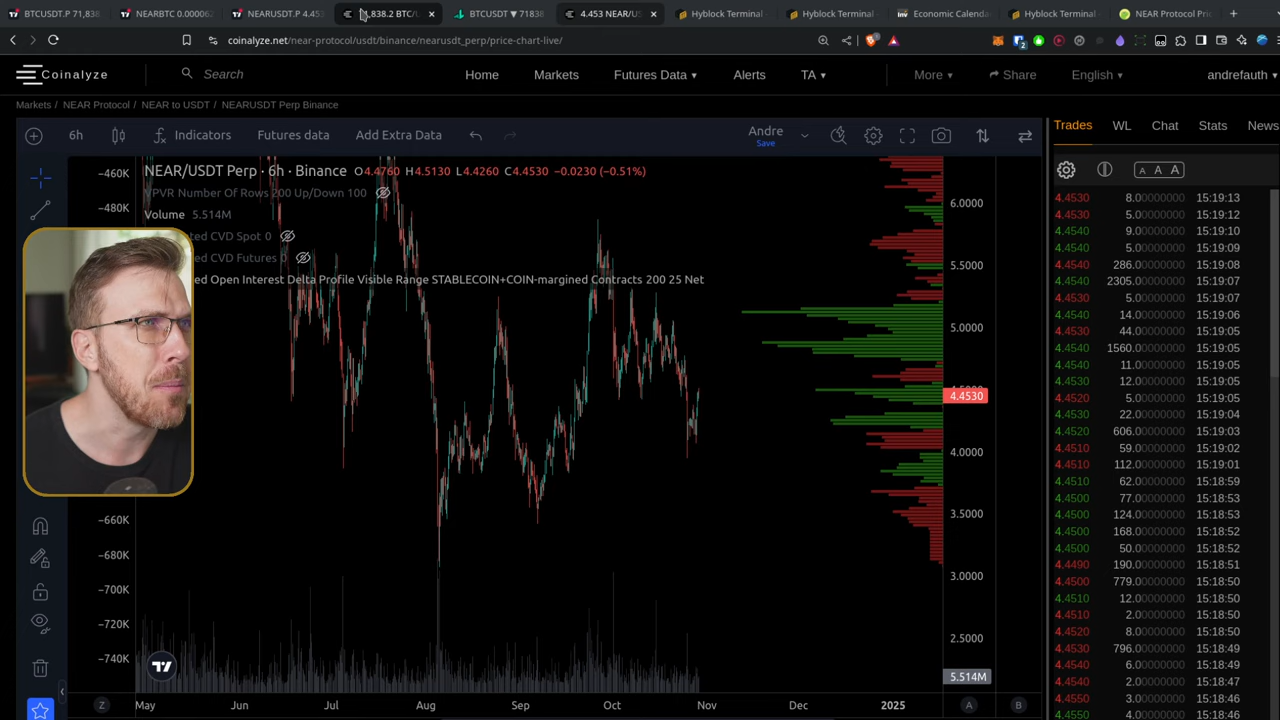 BTCUSDT.P 71,83
NEARBTC 0.000062
NEARUSDT.P 4.453
1,838.2 BTC/
BTCUSDT ▼ 71838
4.453 NEAR/US
Hyblock Terminal
Hyblock Terminal
Economic Calenda
Hyblock Terminal
NEAR Protocol Pric
coinalyze.net/near-protocol/usdt/binance/nearusdt_perp/price-chart-live/
Coinalyze
Search
Home
Markets
Futures Data
Alerts
TA
More
Share
English
andrefauth
Markets / NEAR Protocol / NEAR to USDT / NEARUSDT Perp Binance
6h
Indicators
Futures data
Add Extra Data
Andre
Save
Trades
WL
Chat
Stats
News
NEAR/USDT Perp · 6h · Binance O4.4760 H4.5130 L4.4260 C4.4530 −0.0230 (−0.51%)
VPVR Number Of Rows 200 Up/Down 100
Volume 5.514M
ted CVD Spot 0
ted CVD Futures 0
ed Open Interest Delta Profile Visible Range STABLECOIN+COIN-margined Contracts 200 25 Net
−460K
−480K
−660K
−680K
−700K
−720K
−740K
6.0000
5.5000
5.0000
4.4530
4.0000
3.5000
3.0000
2.5000
5.514M
A A A
4.4530 8.00000000 15:19:13
4.4530 5.00000000 15:19:12
4.4540 9.00000000 15:19:10
4.4540 5.00000000 15:19:09
4.4540 286.00000000 15:19:08
4.4540 2305.00000000 15:19:07
4.4530 5.00000000 15:19:07
4.4540 14.00000000 15:19:06
4.4530 44.00000000 15:19:05
4.4540 1560.00000000 15:19:05
4.4540 11.00000000 15:19:05
4.4530 12.00000000 15:19:05
4.4520 5.00000000 15:19:05
4.4530 22.00000000 15:19:04
4.4520 606.00000000 15:19:03
4.4510 59.00000000 15:19:02
4.4510 112.00000000 15:19:01
4.4510 62.00000000 15:18:59
4.4500 77.00000000 15:18:53
4.4500 124.00000000 15:18:53
4.4500 168.00000000 15:18:52
4.4500 50.00000000 15:18:52
4.4490 190.00000000 15:18:51
4.4500 779.00000000 15:18:50
4.4510 12.00000000 15:18:50
4.4510 2.00000000 15:18:50
4.4520 8.00000000 15:18:50
4.4530 796.00000000 15:18:49
4.4540 6.00000000 15:18:49
4.4540 2.00000000 15:18:47
4.4550 3.00000000 15:18:46
4.4550 4.00000000 15:18:46
Z
May
Jun
Jul
Aug
Sep
Oct
Nov
Dec
2025
A
B